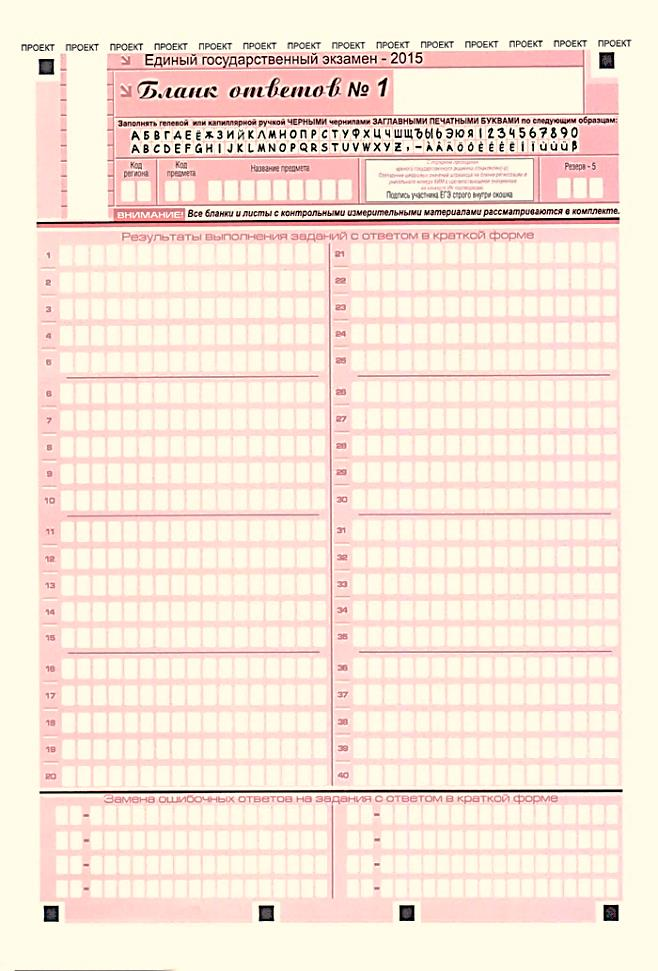 ПРОЕКТ ПРОЕКТ ПРОЕКТ ПРОЕКТ ПРОЕКТ ПРОЕКТ ПРОЕКТ ПРОЕКТ ПРОЕКТ ПРОЕКТ ПРОЕКТ ПРОЕКТ ПРОЕКТ ПРОЕКТ
Единый государственный экзамен - 2015
Бланк ответов № 1
Заполнять гелевой или капиллярной ручкой ЧЕРНЫМИ чернилами ЗАГЛАВНЫМИ ПЕЧАТНЫМИ БУКВАМИ по следующим образцам:
АБВГДЕЁЖЗИЙКЛМНОПРСТУФХЦЧШЩЪЫЬЭЮЯ1234567890
ABCDEFGHIJKLMNOPQRSTUVWXYZ,-
Код региона
Код предмета
Название предмета
Подпись участника ЕГЭ строго внутри окошка
Резерв - 5
ВНИМАНИЕ! Все бланки и листы с контрольными измерительными материалами рассматриваются в комплекте.
Результаты выполнения заданий с ответом в краткой форме
1 21
2 22
3 23
4 24
5 25
6 26
7 27
8 28
9 29
10 30
11 31
12 32
13 33
14 34
15 35
16 36
17 37
18 38
19 39
20 40
Замена ошибочных ответов на задания с ответом в краткой форме
- -
- -
- -
- -